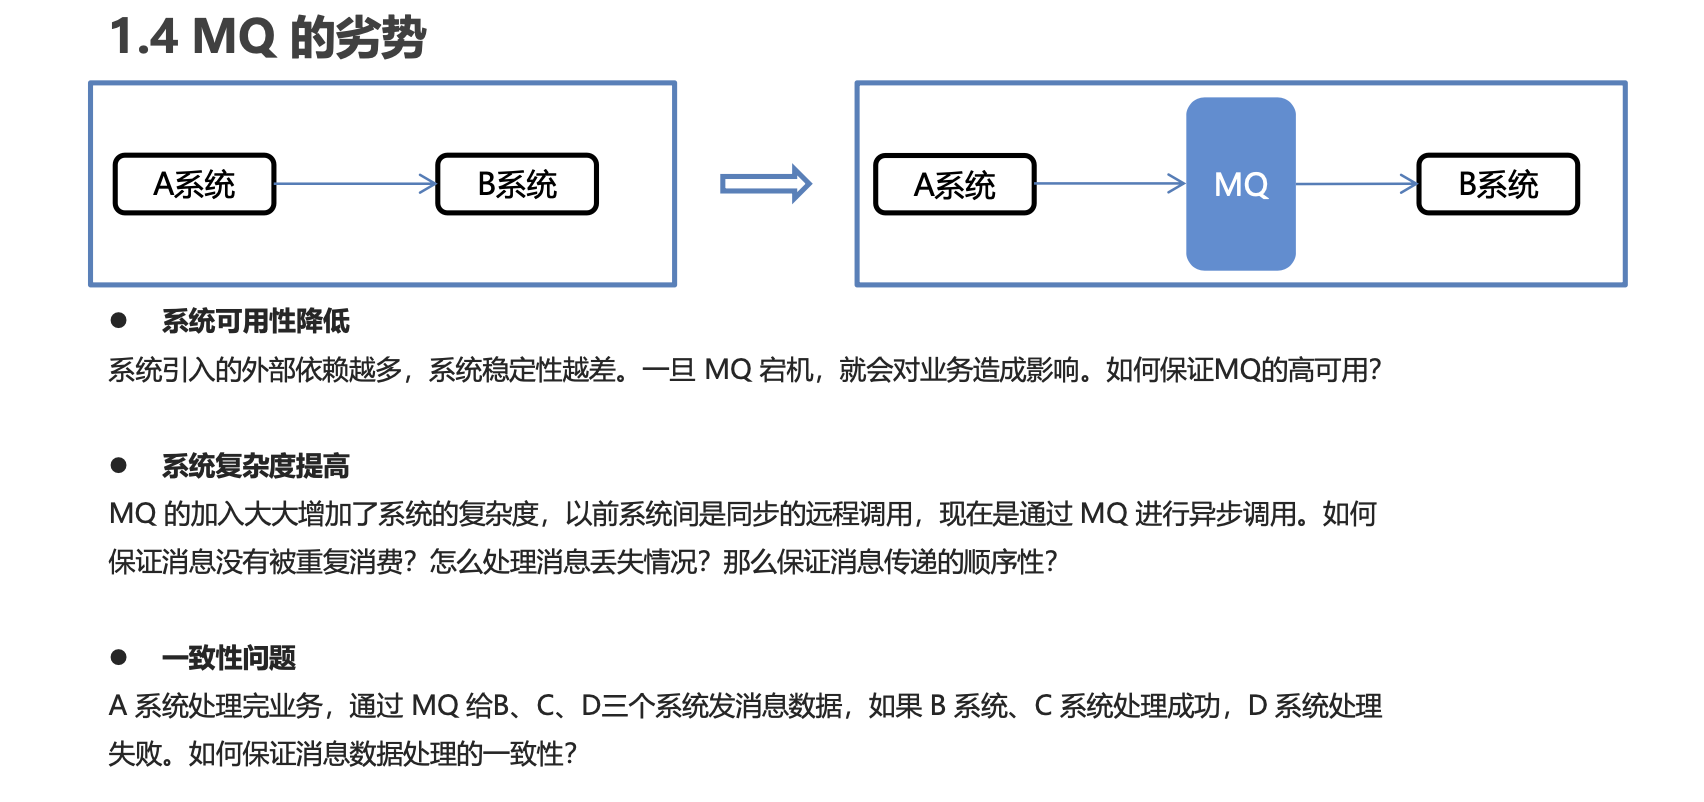 1.4 MQ 的劣势
A系统
B系统
A系统
MQ
B系统
● 系统可用性降低
系统引入的外部依赖越多，系统稳定性越差。一旦 MQ 宕机，就会对业务造成影响。如何保证MQ的高可用？
● 系统复杂度提高
MQ 的加入大大增加了系统的复杂度，以前系统间是同步的远程调用，现在是通过 MQ 进行异步调用。如何
保证消息没有被重复消费？怎么处理消息丢失情况？那么保证消息传递的顺序性？
● 一致性问题
A 系统处理完业务，通过 MQ 给B、C、D三个系统发消息数据，如果 B 系统、C 系统处理成功，D 系统处理
失败。如何保证消息数据处理的一致性？